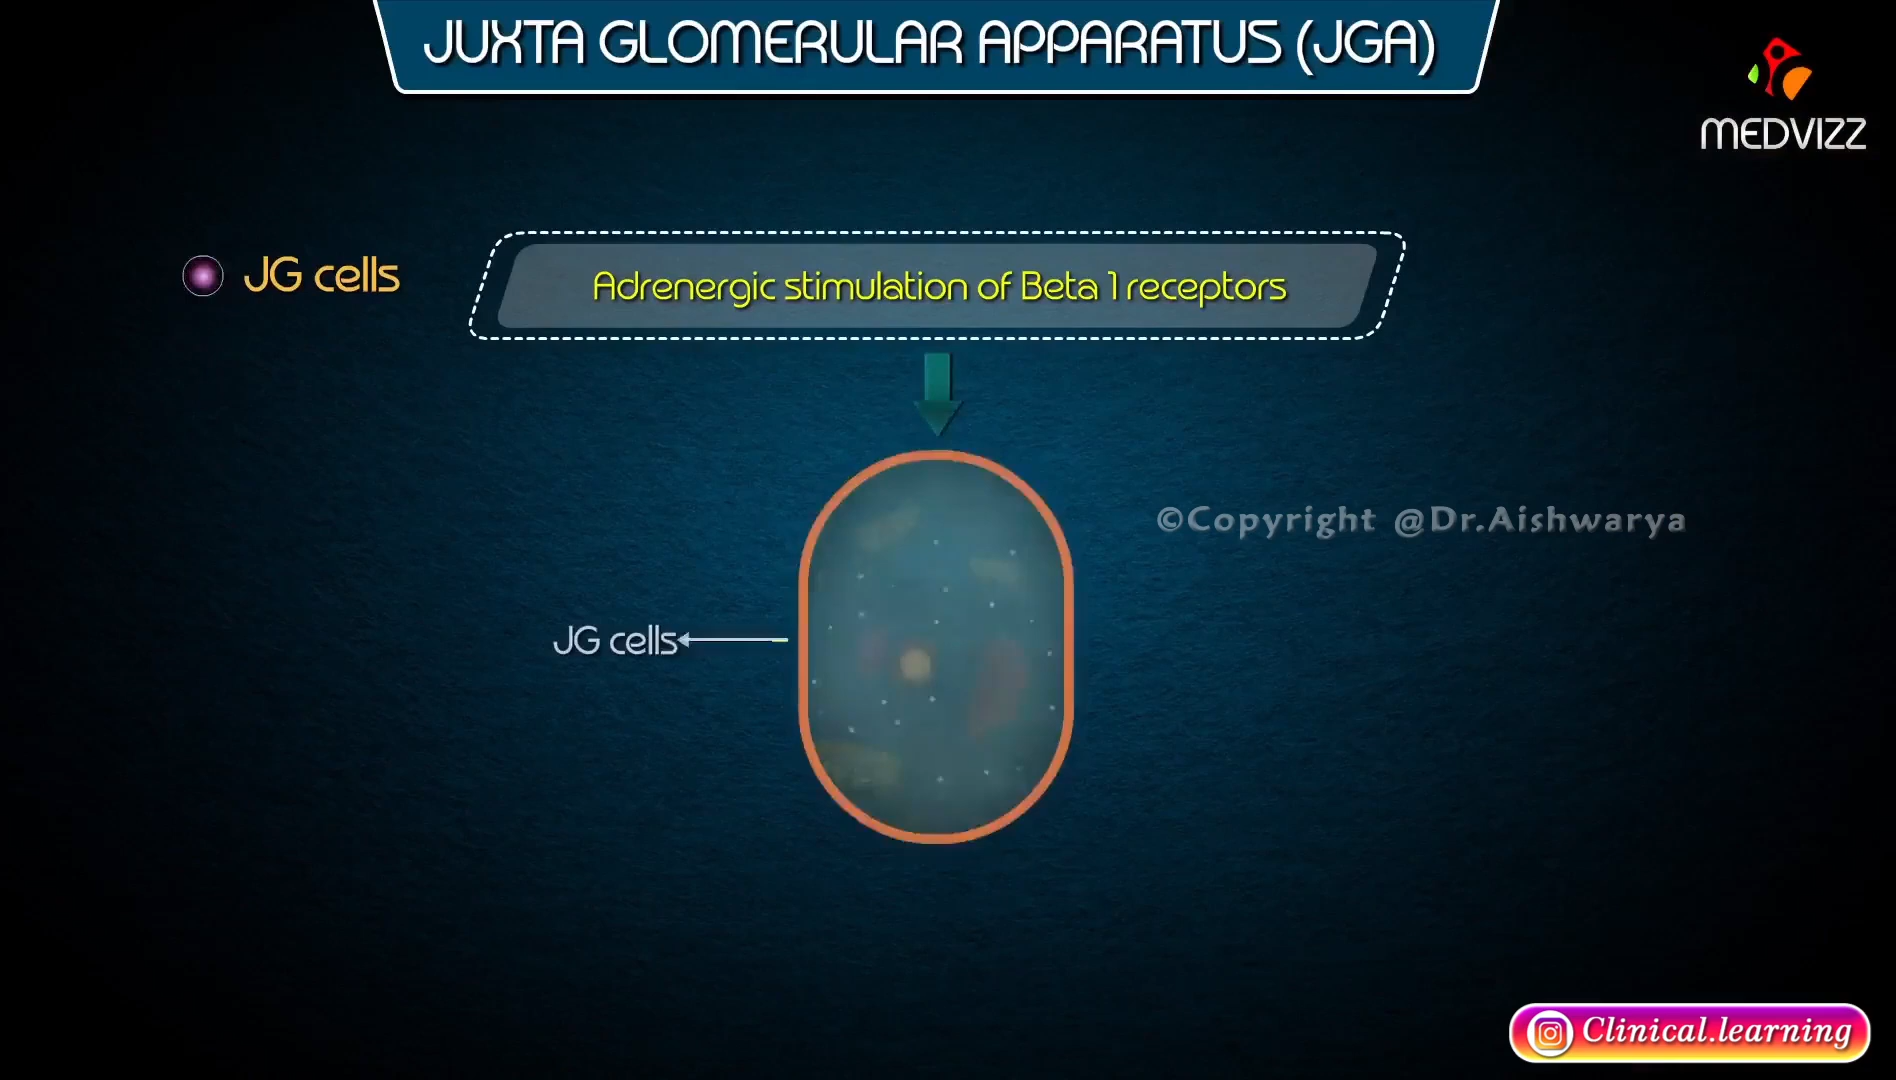 JUXTA GLOMERULAR APPARATUS (JGA)
MEDVIZZ
JG cells
Adrenergic stimulation of Beta 1 receptors
©Copyright @Dr.Aishwarya
JG cells
Clinical.learning